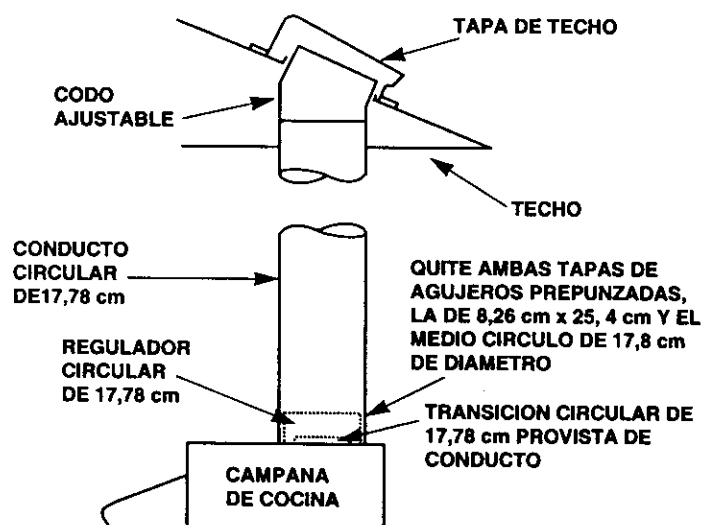 TAPA DE TECHO
CODO
AJUSTABLE
TECHO
CONDUCTO
CIRCULAR
DE17,78 cm
QUITE AMBAS TAPAS DE
AGUJEROS PREPUNZADAS,
LA DE 8,26 cm x 25, 4 cm Y EL
MEDIO CIRCULO DE 17,8 cm
DE DIAMETRO
REGULADOR
CIRCULAR
DE 17,78 cm
TRANSICION CIRCULAR DE
17,78 cm PROVISTA DE
CONDUCTO
CAMPANA
DE COCINA